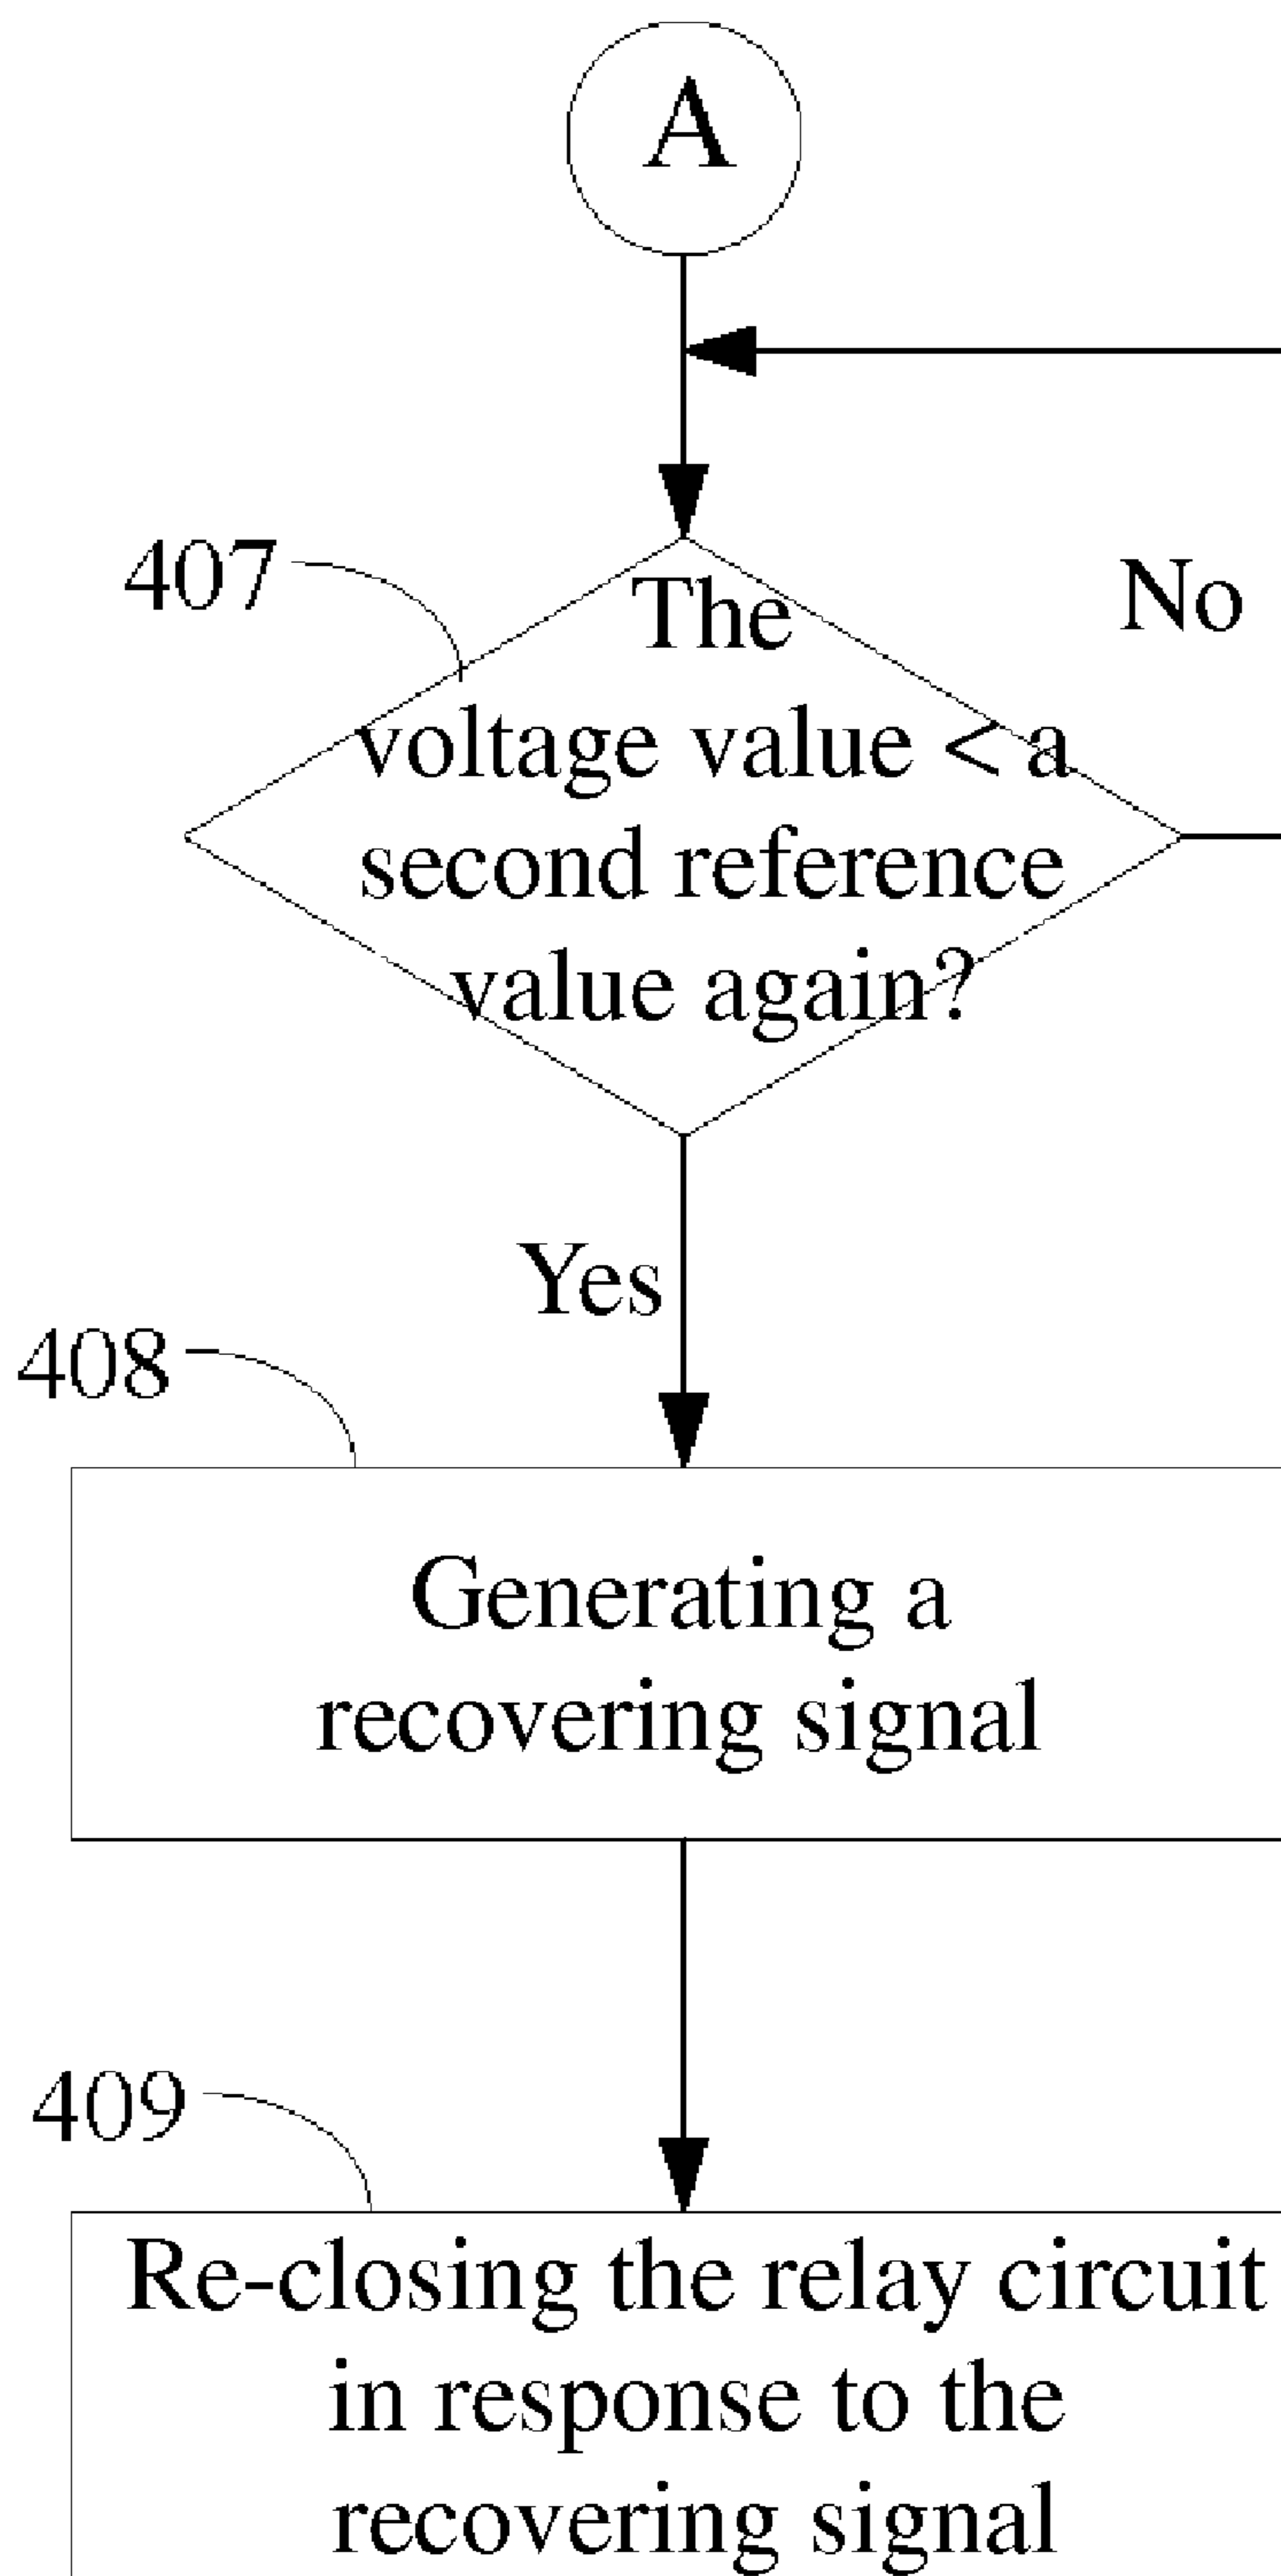 A
407
The
No
voltage value < a
second reference
value again?
Yes
408
Generating a
recovering signal
409
Re-closing the relay circuit
in response to the
recovering signal